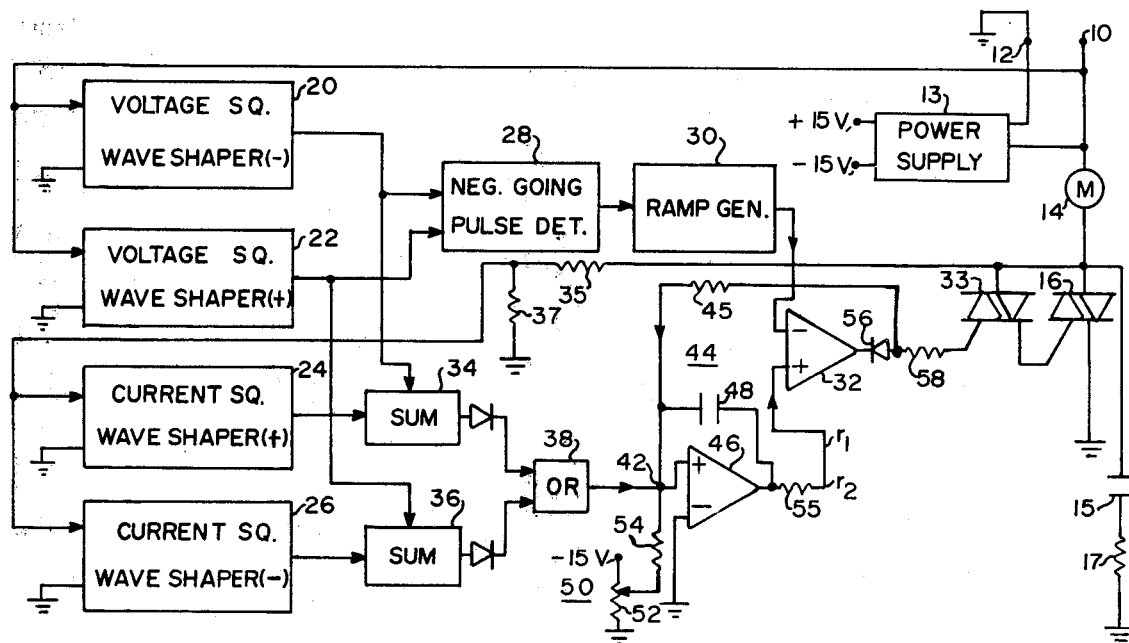 10
12
13
+ 15 V.
- 15 V.
POWER
SUPPLY
M
14
20
VOLTAGE SQ.
WAVE SHAPER(-)
28
NEG. GOING
PULSE DET.
30
RAMP GEN.
22
VOLTAGE SQ.
WAVE SHAPER(+)
35
37
33
16
45
56
58
32
-
+
44
24
CURRENT SQ.
WAVE SHAPER(+)
34
SUM
48
38
OR
42
46
+
-
r1
r2
55
15
26
CURRENT SQ.
WAVE SHAPER(-)
36
SUM
54
-15 V.
50
52
17